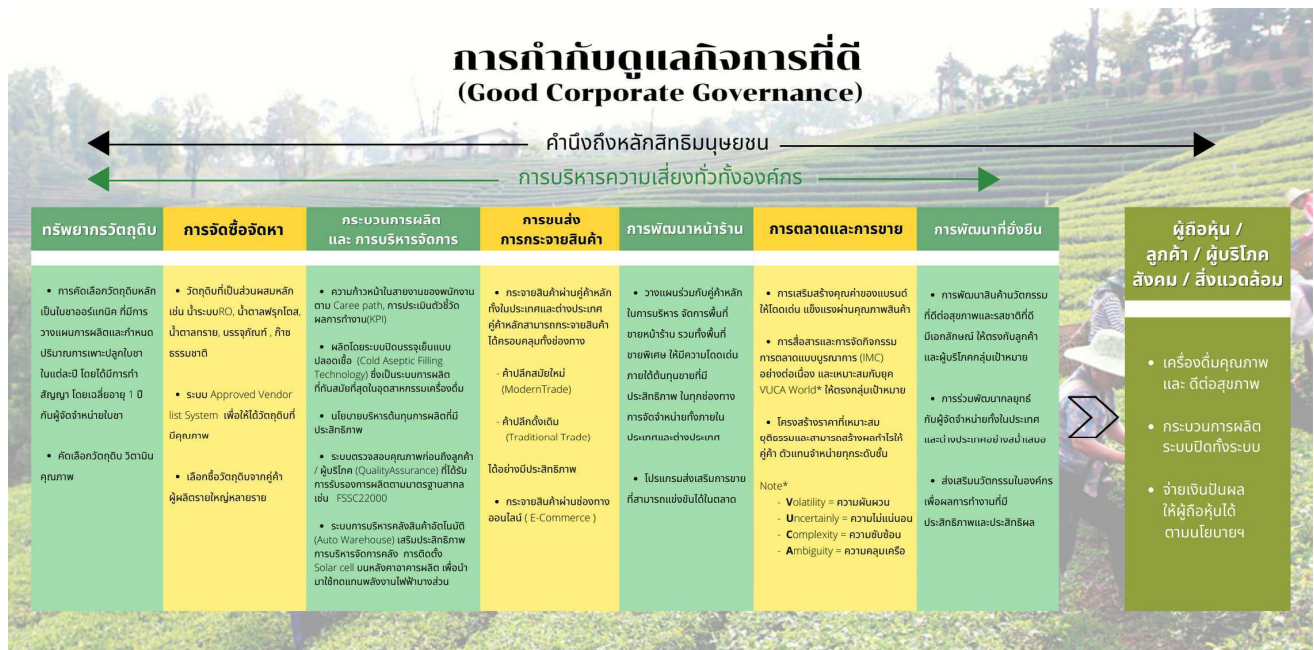 การกำกับดูแลกิจการที่ดี
(Good Corporate Governance)
คำนึงถึงหลักสิทธิมนุษยชน
การบริหารความเสี่ยงทั่วทั้งองค์กร
ทรัพยากรวัตถุดิบ
• การคัดเลือกวัตถุดิบหลัก
เป็นใบชาออร์แกนิค ที่มีการ
วางแผนการผลิตและกำหนด
ปริมาณการเพาะปลูกใบชา
ในแต่ละปี โดยได้มีการทำ
สัญญา โดยเฉลี่ยอายุ 1 ปี
กับผู้จัดจำหน่ายใบชา
• คัดเลือกวัตถุดิบ วิตามิน
คุณภาพ
การจัดซื้อจัดหา
• วัตถุดิบที่เป็นส่วนผสมหลัก
เช่น น้ำระบบRO, น้ำตาลฟรุกโตส,
น้ำตาลทราย, บรรจุภัณฑ์ , ก๊าซ
ธรรมชาติ
• ระบบ Approved Vendor
list System เพื่อให้ได้วัตถุดิบที่
มีคุณภาพ
• เลือกซื้อวัตถุดิบจากคู่ค้า
ผู้ผลิตรายใหญ่หลายราย
กระบวนการผลิต
และ การบริหารจัดการ
• ความก้าวหน้าในสายงานของพนักงาน
ตาม Caree path, การประเมินตัวชี้วัด
ผลการทำงาน(KPI)
• ผลิตโดยระบบปิดบรรจุเย็นแบบ
ปลอดเชื้อ (Cold Aseptic Filling
Technology) ซึ่งเป็นระบบการผลิต
ที่ทันสมัยที่สุดในอุตสาหกรรมเครื่องดื่ม
• นโยบายบริหารต้นทุนการผลิตที่มี
ประสิทธิภาพ
• ระบบตรวจสอบคุณภาพก่อนถึงลูกค้า
/ ผู้บริโภค (QualityAssurance) ที่ได้รับ
การรับรองการผลิตตามมาตรฐานสากล
เช่น FSSC22000
• ระบบการบริหารคลังสินค้าอัตโนมัติ
(Auto Warehouse) เสริมประสิทธิภาพ
การบริหารจัดการคลัง การติดตั้ง
Solar cell บนหลังคาอาคารผลิต เพื่อนำ
มาใช้ทดแทนพลังงานไฟฟ้าบางส่วน
การขนส่ง
การกระจายสินค้า
• กระจายสินค้าผ่านคู่ค้าหลัก
ทั้งในประเทศและต่างประเทศ
คู่ค้าหลักสามารถกระจายสินค้า
ได้ครอบคลุมทั้งช่องทาง
- ค้าปลีกสมัยใหม่
(ModernTrade)
- ค้าปลีกดั้งเดิม
(Traditional Trade)
ได้อย่างมีประสิทธิภาพ
• กระจายสินค้าผ่านช่องทาง
ออนไลน์ ( E-Commerce )
การพัฒนาหน้าร้าน
• วางแผนร่วมกับคู่ค้าหลัก
ในการบริหาร จัดการพื้นที่
ขายหน้าร้าน รวมทั้งพื้นที่
ขายพิเศษ ให้มีความโดดเด่น
ภายใต้ต้นทุนขายที่มี
ประสิทธิภาพ ในทุกช่องทาง
การจัดจำหน่ายทั้งภายใน
ประเทศและต่างประเทศ
• โปรแกรมส่งเสริมการขาย
ที่สามารถแข่งขันได้ในตลาด
การตลาดและการขาย
• การเสริมสร้างคุณค่าของแบรนด์
ให้โดดเด่น แข็งแรงผ่านคุณภาพสินค้า
• การสื่อสารและการจัดกิจกรรม
การตลาดแบบบูรณาการ (IMC)
อย่างต่อเนื่อง และเหมาะสมกับยุค
VUCA World* ให้ตรงกลุ่มเป้าหมาย
• โครงสร้างราคาที่เหมาะสม
ยุติธรรมและสามารถสร้างผลกำไรให้
คู่ค้า ตัวแทนจำหน่ายทุกระดับชั้น
Note*
- Volatility = ความผันผวน
- Uncertainly = ความไม่แน่นอน
- Complexity = ความซับซ้อน
- Ambiguity = ความคลุมเครือ
การพัฒนาที่ยั่งยืน
• การพัฒนาสินค้านวัตกรรม
ที่ดีต่อสุขภาพและรสชาติที่ดี
มีเอกลักษณ์ ให้ตรงกับลูกค้า
และผู้บริโภคกลุ่มเป้าหมาย
• การร่วมพัฒนากลยุทธ์
กับผู้จัดจำหน่ายทั้งในประเทศ
และต่างประเทศอย่างสม่ำเสมอ
• ส่งเสริมนวัตกรรมในองค์กร
เพื่อผลการทำงานที่มี
ประสิทธิภาพและประสิทธิผล
ผู้ถือหุ้น /
ลูกค้า / ผู้บริโภค
สังคม / สิ่งแวดล้อม
• เครื่องดื่มคุณภาพ
และ ดีต่อสุขภาพ
• กระบวนการผลิต
ระบบปิดทั้งระบบ
• จ่ายเงินปันผล
ให้ผู้ถือหุ้นได้
ตามนโยบายฯ